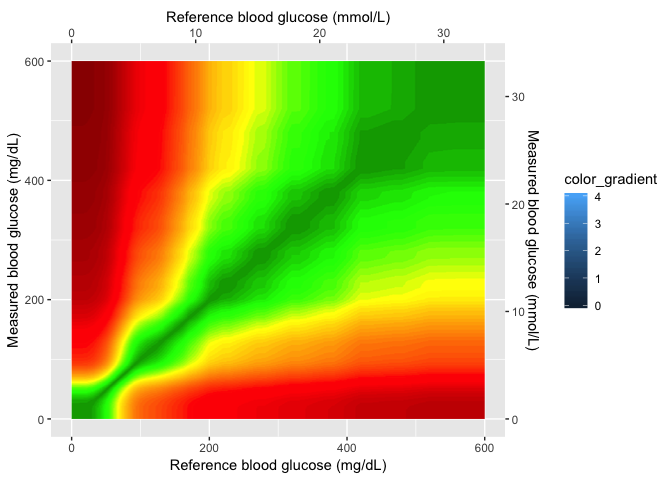 Reference blood glucose (mmol/L)
0 10 20 30
Measured blood glucose (mg/dL)
600
400
200
0
30
20
10
0
Measured blood glucose (mmol/L)
color_gradient
4
3
2
1
0
0 200 400 600
Reference blood glucose (mg/dL)